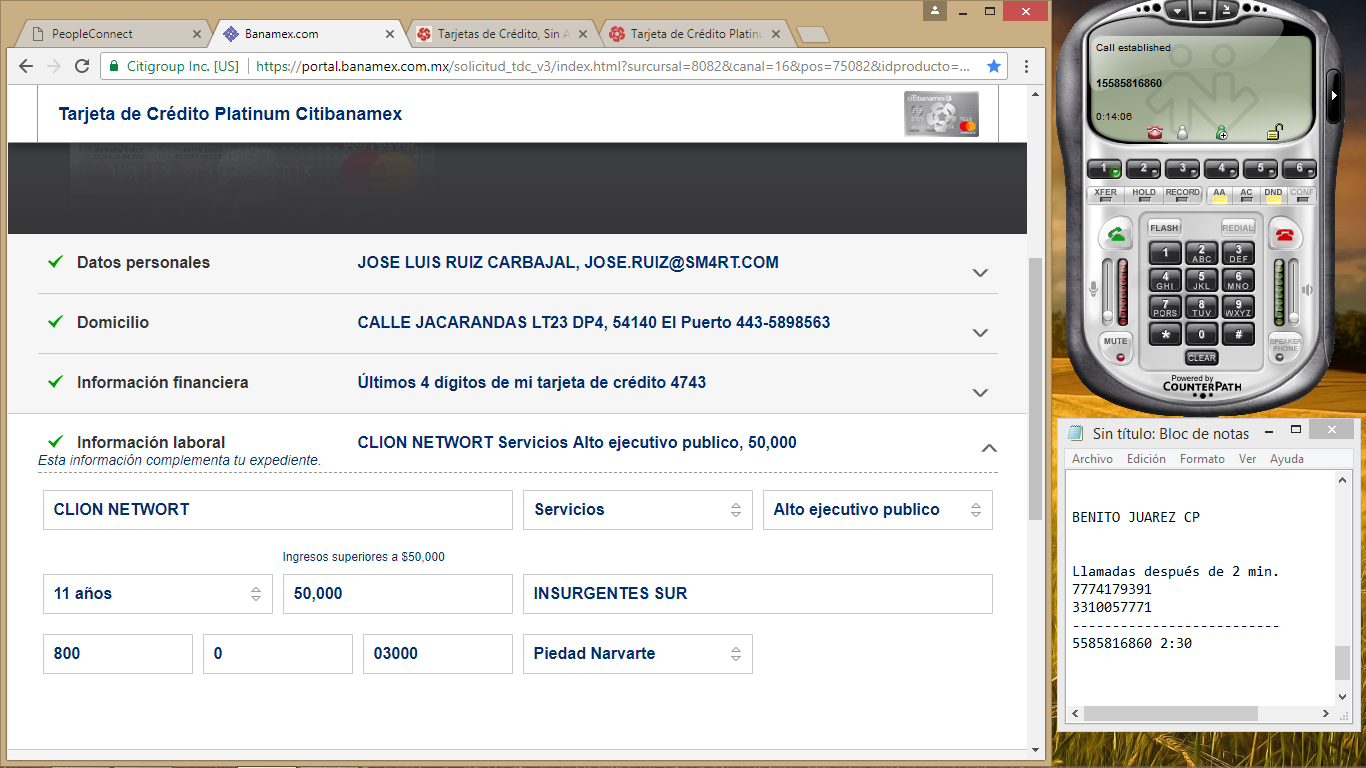 PeopleConnect
Banamex.com
Tarjetas de Crédito, Sin A
Tarjeta de Crédito Platinu
Citigroup Inc. [US]
https://portal.banamex.com.mx/solicitud_tdc_v3/index.html?surcursal=8082&canal=16&pos=75082&idproducto=...
Tarjeta de Crédito Platinum Citibanamex
citibanamex
Datos personales
JOSE LUIS RUIZ CARBAJAL, JOSE.RUIZ@SM4RT.COM
Domicilio
CALLE JACARANDAS LT23 DP4, 54140 El Puerto 443-5898563
Información financiera
Últimos 4 dígitos de mi tarjeta de crédito 4743
Información laboral
CLION NETWORT Servicios Alto ejecutivo publico, 50,000
Esta información complementa tu expediente.
CLION NETWORT
Servicios
Alto ejecutivo publico
Ingresos superiores a $50,000
11 años
50,000
INSURGENTES SUR
800
0
03000
Piedad Narvarte
Call established
15585816860
0:14:06
1 2 3 4 5 6
XFER HOLD RECORD AA AC DND CONF
FLASH
REDIAL
1 2 ABC 3 DEF
4 GHI 5 JKL 6 MNO
7 PQRS 8 TUV 9 WXYZ
* 0 #
MUTE
CLEAR
SPEAKER PHONE
Powered by
COUNTERPATH
Sin título: Bloc de notas
Archivo Edición Formato Ver Ayuda
BENITO JUAREZ CP
Llamadas después de 2 min.
7774179391
3310057771
--------------------------
5585816860 2:30